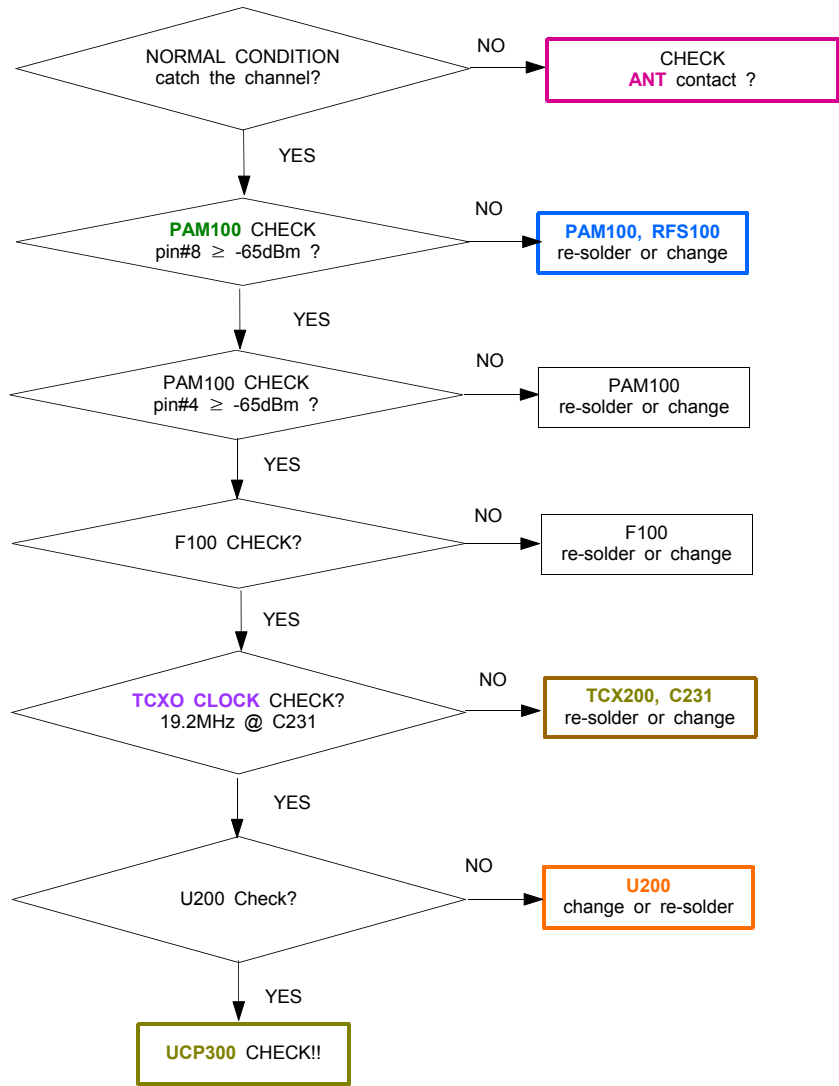 NORMAL CONDITION
catch the channel?
NO
CHECK
ANT contact ?
YES
PAM100 CHECK
pin#8 ≥ -65dBm ?
NO
PAM100, RFS100
re-solder or change
YES
PAM100 CHECK
pin#4 ≥ -65dBm ?
NO
PAM100
re-solder or change
YES
F100 CHECK?
NO
F100
re-solder or change
YES
TCXO CLOCK CHECK?
19.2MHz @ C231
NO
TCX200, C231
re-solder or change
YES
U200 Check?
NO
U200
change or re-solder
YES
UCP300 CHECK!!